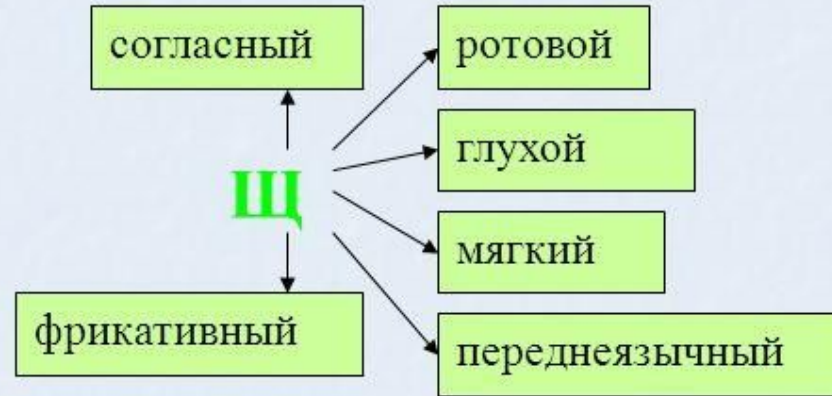 согласный
ротовой
глухой
Щ
мягкий
фрикативный
переднеязычный